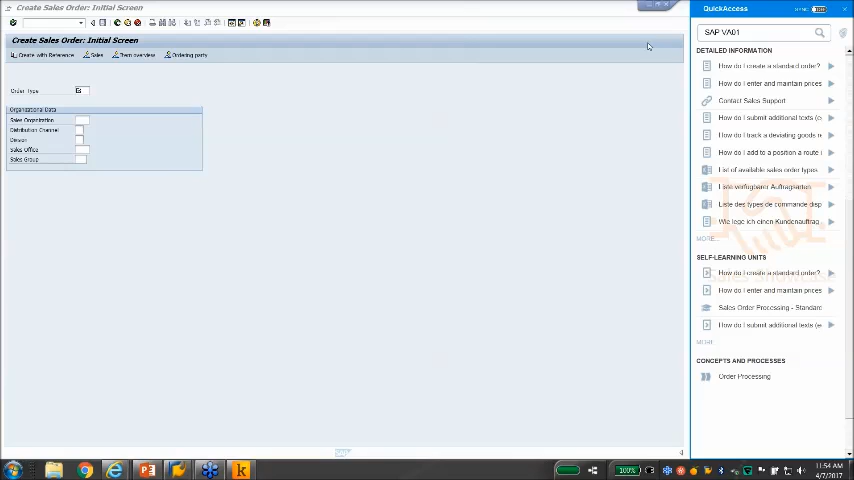 Create Sales Order: Initial Screen
Create Sales Order: Initial Screen
Create with Reference
Sales
Item overview
Ordering party
Order Type
Organizational Data
Sales Organization
Distribution Channel
Division
Sales Office
Sales Group
QuickAccess
SYNC
SAP VA01
DETAILED INFORMATION
How do I create a standard order?
How do I enter and maintain prices
Contact Sales Support
How do I submit additional texts (e
How do I track a deviating goods re
How do I add to a position a route i
List of available sales order types
Liste verfügbarer Auftragsarten
Liste des types de commande disp
Wie lege ich einen Kundenauftrag
MORE...
SELF-LEARNING UNITS
How do I create a standard order?
How do I enter and maintain prices
Sales Order Processing - Standard
How do I submit additional texts (e
MORE
CONCEPTS AND PROCESSES
Order Processing
100%
11:54 AM
4/7/2017